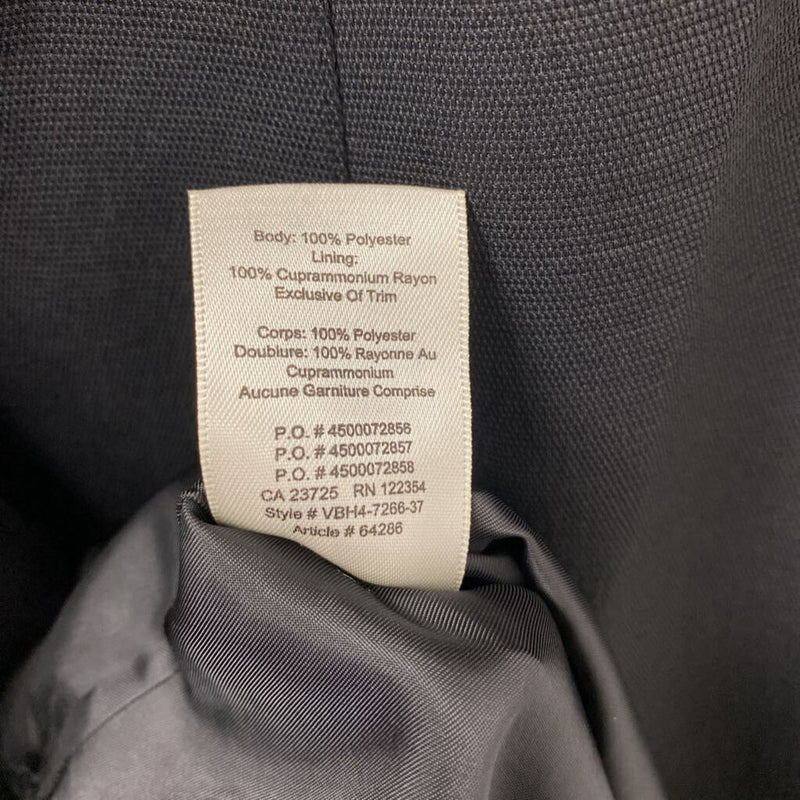 Body: 100% Polyester
Lining:
100% Cuprammonium Rayon
Exclusive Of Trim
Corps: 100% Polyester
Doublure: 100% Rayonne Au
Cuprammonium
Aucune Garniture Comprise
P.O. # 4500072856
P.O. # 4500072857
P.O. # 4500072858
CA 23725 RN 122354
Style # VBH4-7266-37
Article # 64286